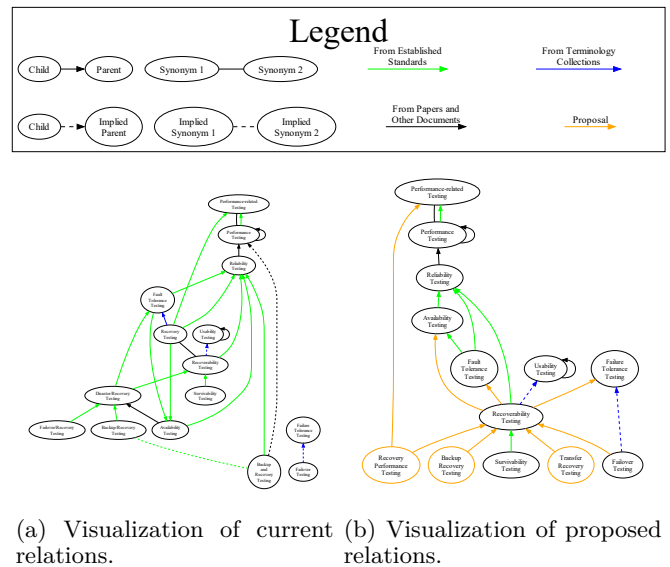 Legend
From Established
Standards
From Terminology
Collections
Child
Parent
Synonym 1
Synonym 2
From Papers and
Other Documents
Proposal
Child
Implied
Parent
Implied
Synonym 1
Implied
Synonym 2
Performance-related
Testing
Performance
Testing
Reliability
Testing
Fault
Tolerance
Testing
Recovery
Testing
Usability
Testing
Recoverability
Testing
Disaster/Recovery
Testing
Survivability
Testing
Failover/Recovery
Testing
Backup/Recovery
Testing
Availability
Testing
Backup
and
Recovery
Testing
Failure
Tolerance
Testing
Failover
Testing
Performance-related
Testing
Performance
Testing
Reliability
Testing
Availability
Testing
Fault
Tolerance
Testing
Usability
Testing
Failure
Tolerance
Testing
Recoverability
Testing
Recovery
Performance
Testing
Backup
Recovery
Testing
Survivability
Testing
Transfer
Recovery
Testing
Failover
Testing
(a) Visualization of current
relations.
(b) Visualization of proposed
relations.